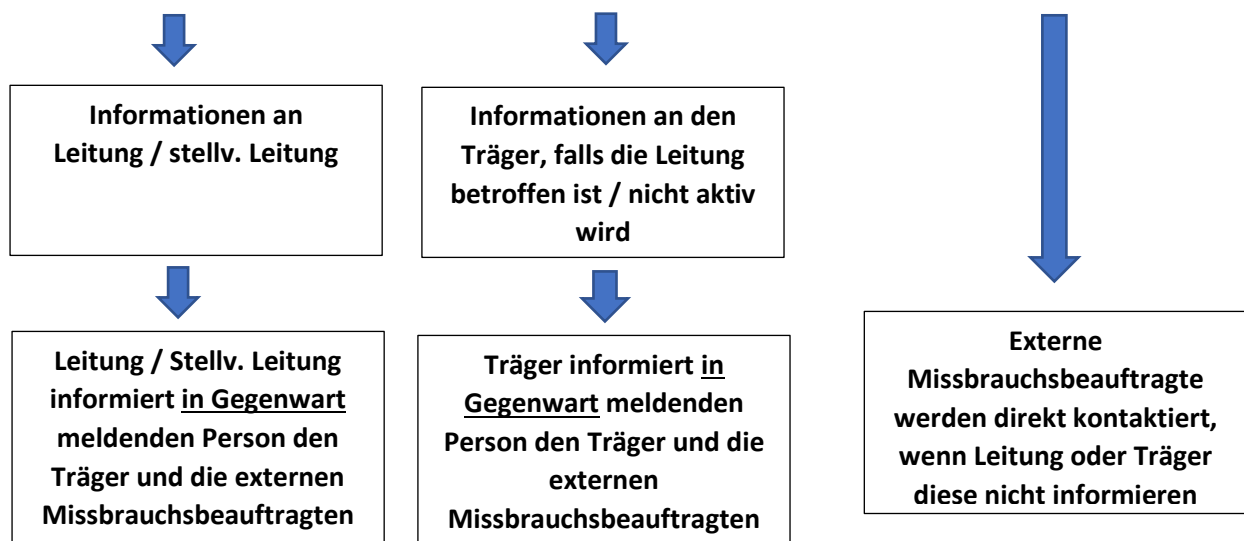 Informationen an
Leitung / stellv. Leitung
Informationen an den
Träger, falls die Leitung
betroffen ist / nicht aktiv
wird
Leitung / Stellv. Leitung
informiert in Gegenwart
meldenden Person den
Träger und die externen
Missbrauchsbeauftragten
Träger informiert in
Gegenwart meldenden
Person den Träger und die
externen
Missbrauchsbeauftragten
Externe
Missbrauchsbeauftragte
werden direkt kontaktiert,
wenn Leitung oder Träger
diese nicht informieren